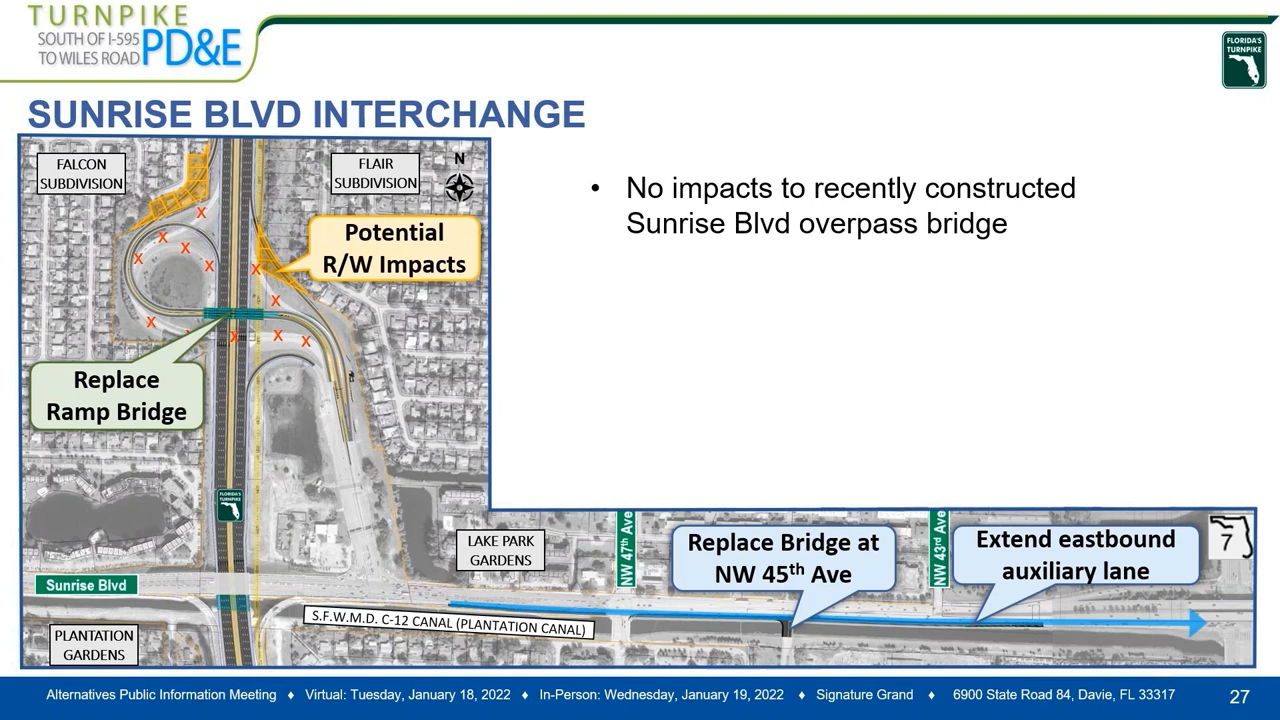 TURNPIKE
SOUTH OF I-595
TO WILES ROAD
PD&E
FLORIDA'S
TURNPIKE
SUNRISE BLVD INTERCHANGE
FALCON
SUBDIVISION
FLAIR
SUBDIVISION
N
• No impacts to recently constructed
Sunrise Blvd overpass bridge
Potential
R/W Impacts
X
X
X
X
X
X
X
X
X
X
X
Replace
Ramp Bridge
FLORIDA'S
TURNPIKE
LAKE PARK
GARDENS
NW 47th Ave
Replace Bridge at
NW 45th Ave
NW 43rd Ave
Extend eastbound
auxiliary lane
7
Sunrise Blvd
S.F.W.M.D. C-12 CANAL (PLANTATION CANAL)
PLANTATION
GARDENS
Alternatives Public Information Meeting ♦ Virtual: Tuesday, January 18, 2022 ♦ In-Person: Wednesday, January 19, 2022 ♦ Signature Grand ♦ 6900 State Road 84, Davie, FL 33317
27